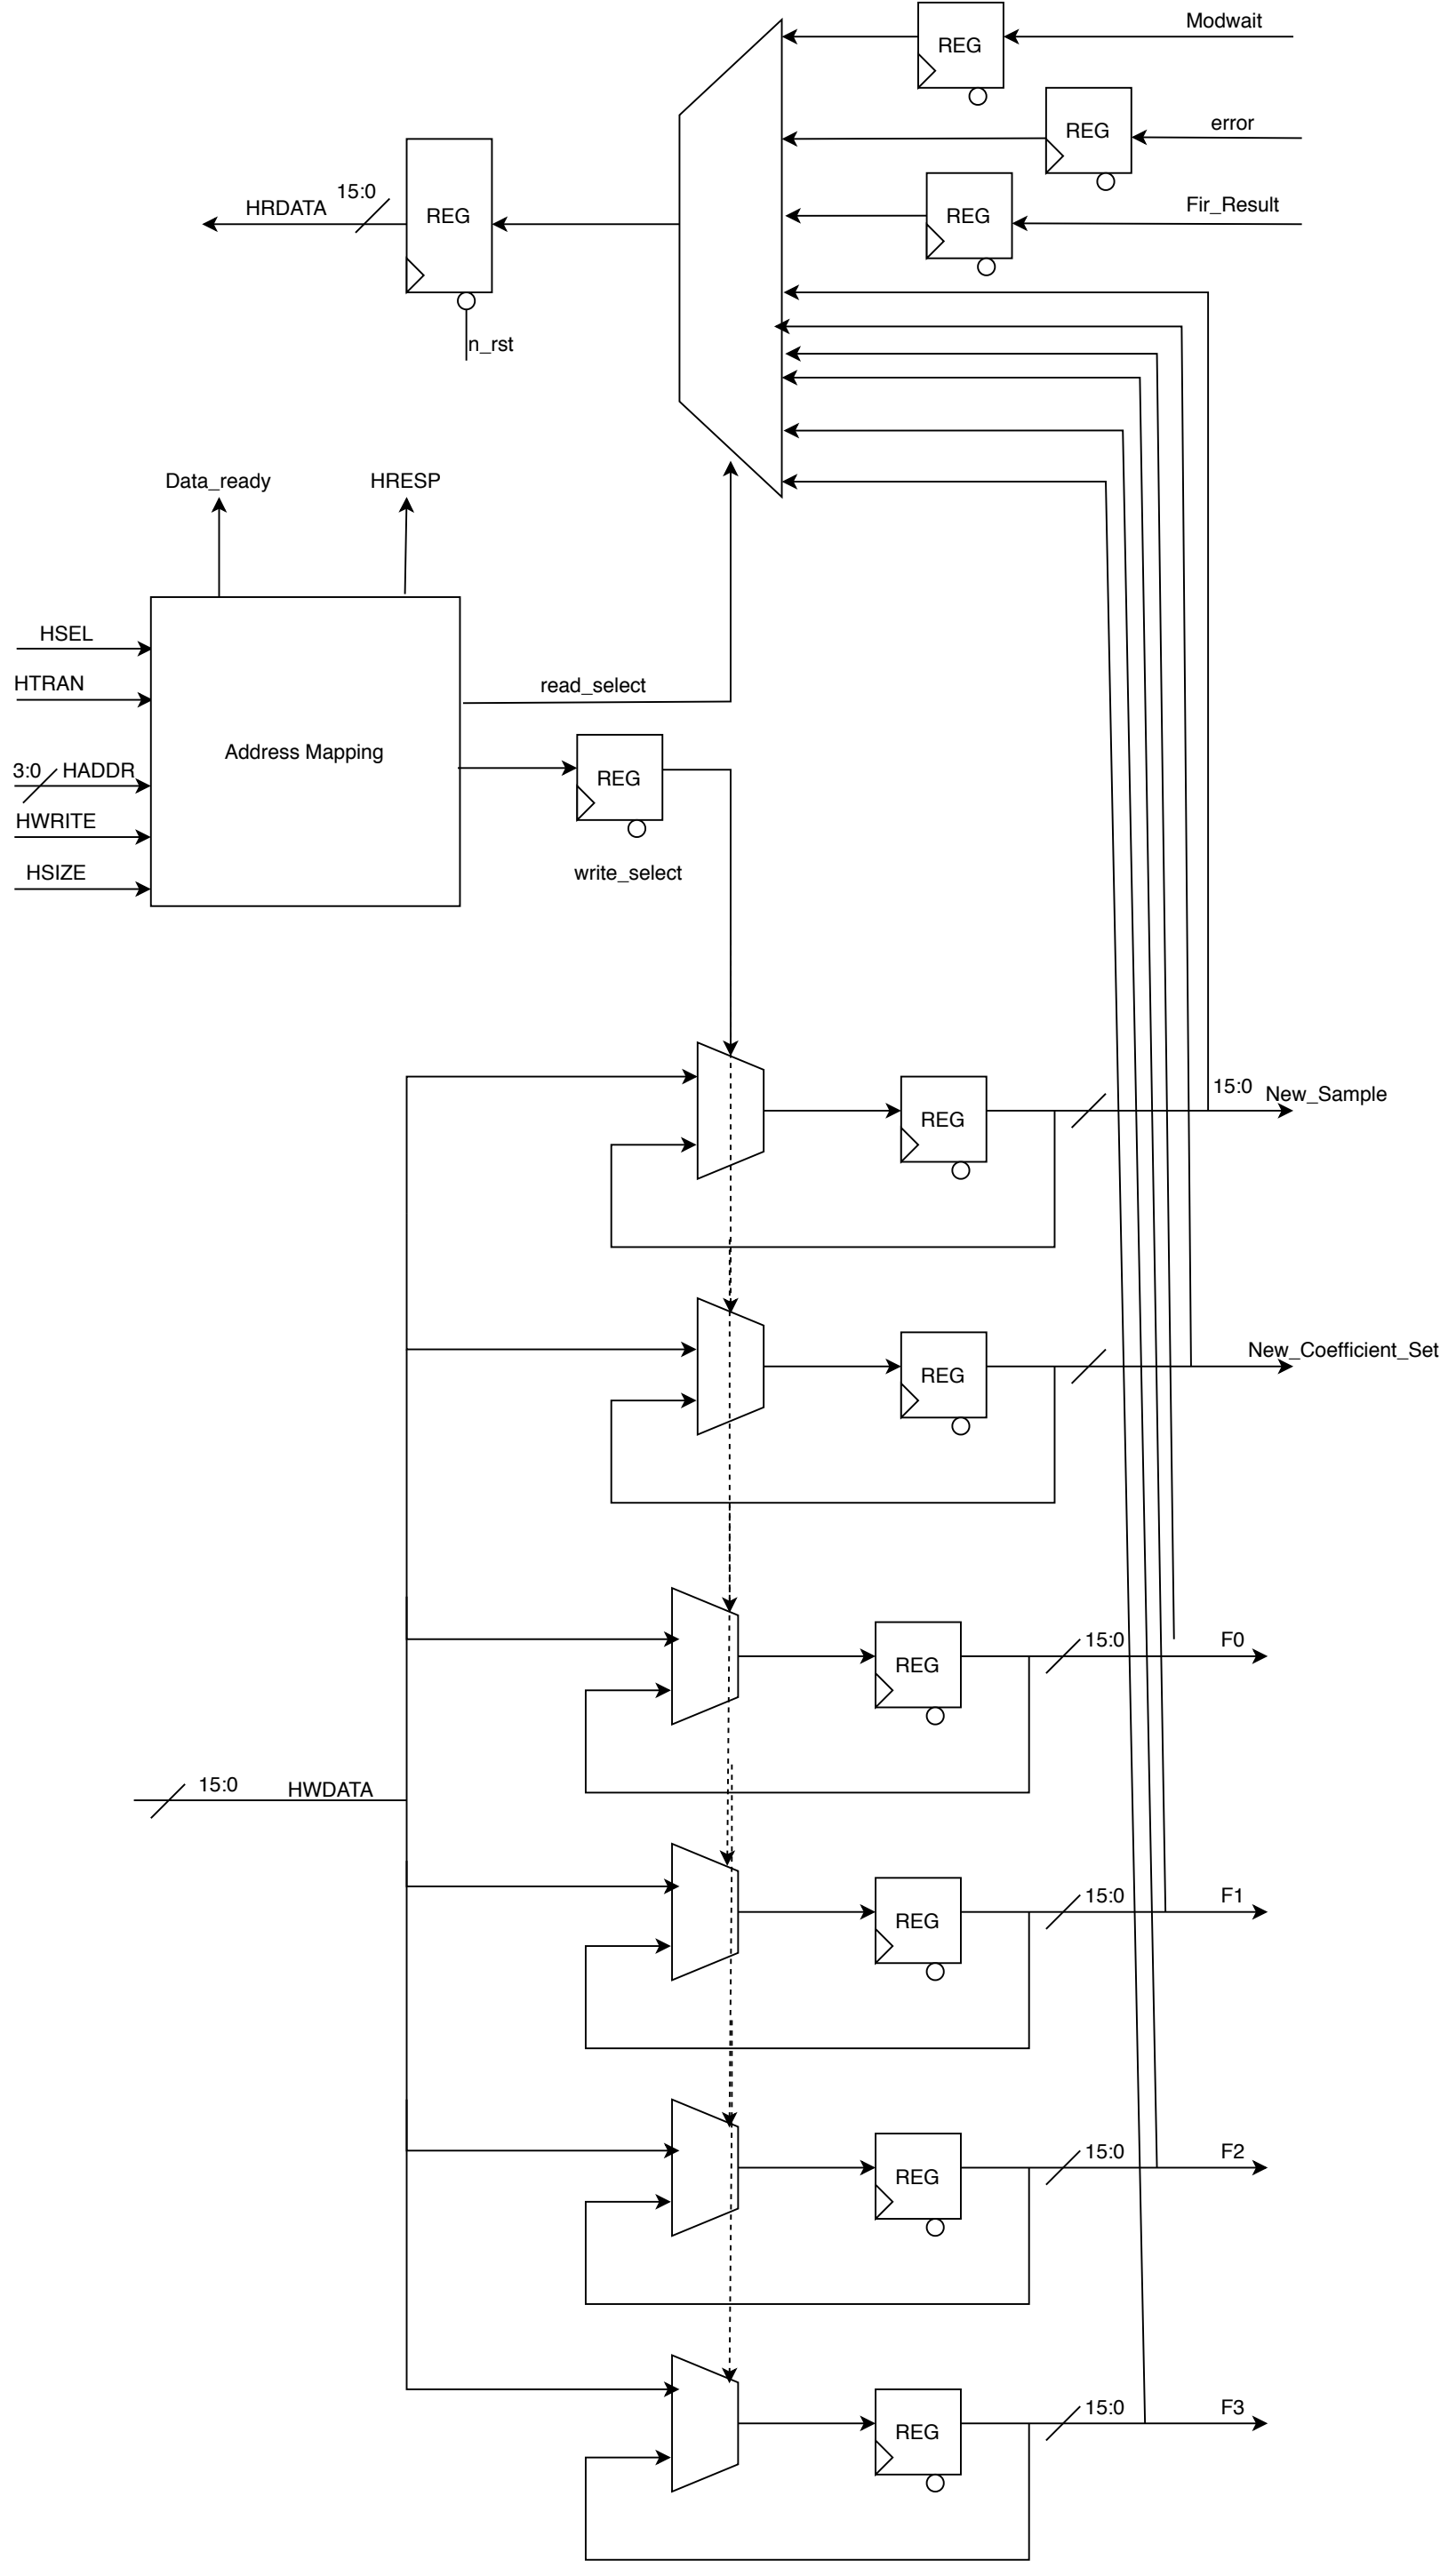 Modwait
REG
error
REG
Fir_Result
REG
15:0
HRDATA
REG
n_rst
Data_ready
HRESP
HSEL
HTRAN
3:0
HADDR
HWRITE
HSIZE
Address Mapping
read_select
REG
write_select
15:0
New_Sample
REG
New_Coefficient_Set
REG
15:0
F0
REG
15:0
HWDATA
15:0
F1
REG
15:0
F2
REG
15:0
F3
REG